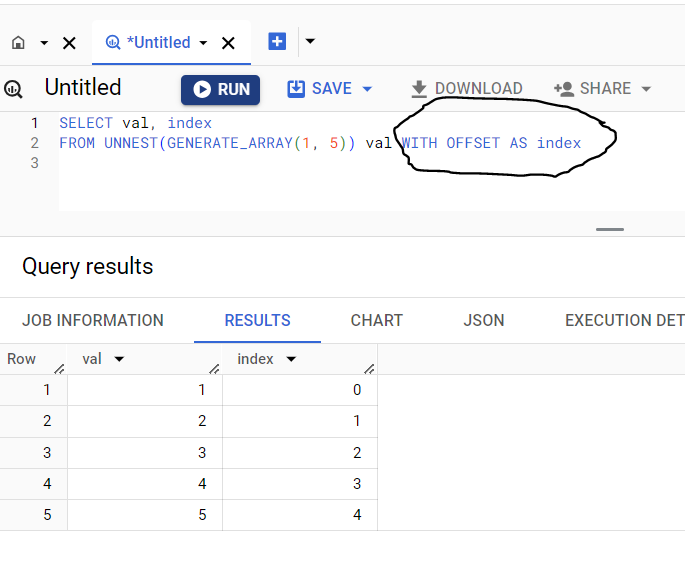 *Untitled
Untitled RUN SAVE DOWNLOAD SHARE
1 SELECT val, index
2 FROM UNNEST(GENERATE_ARRAY(1, 5)) val WITH OFFSET AS index
3
Query results
JOB INFORMATION RESULTS CHART JSON EXECUTION DET
Row val index
1 1 0
2 2 1
3 3 2
4 4 3
5 5 4